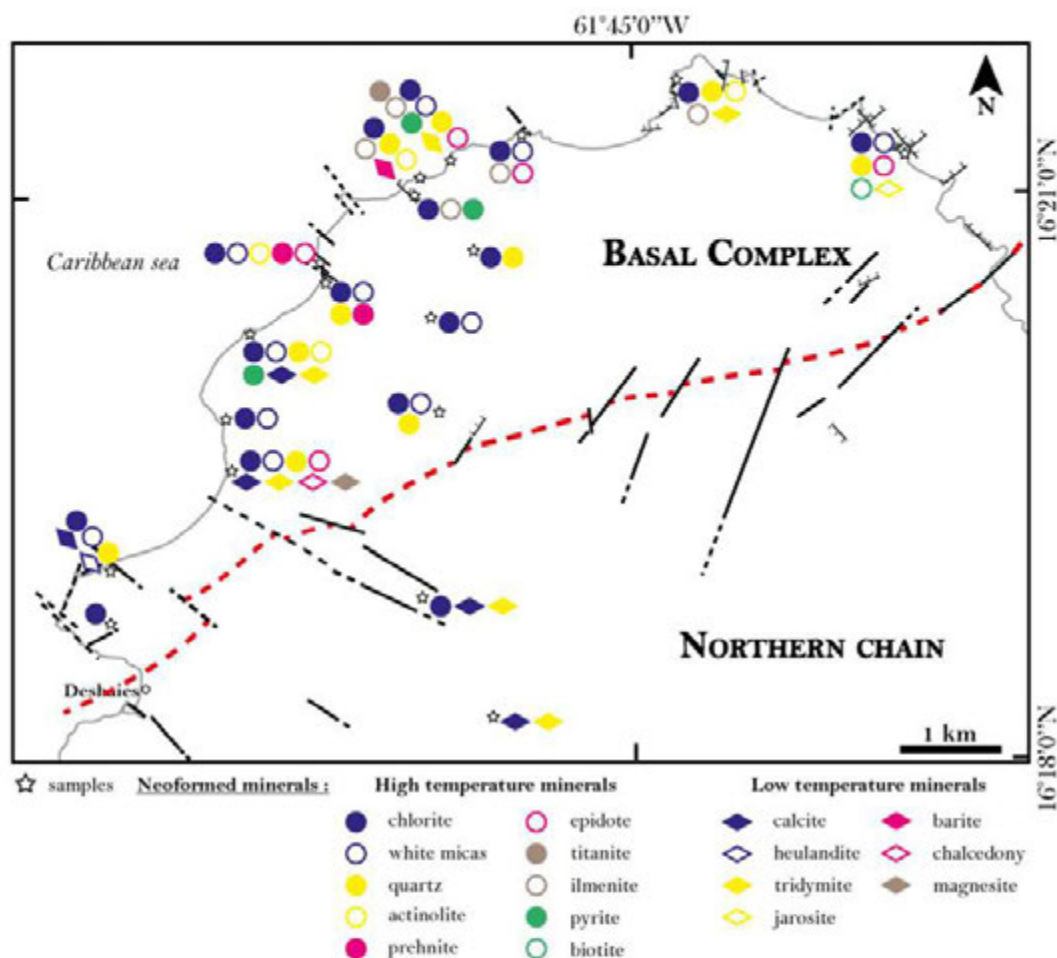 61°45'0"W
N
16°21'0"N
Caribbean sea
BASAL COMPLEX
NORTHERN CHAIN
Deshaies
1 km
16°18'0"N
samples
Neoformed minerals :
High temperature minerals
Low temperature minerals
chlorite
epidote
calcite
barite
white micas
titanite
heulandite
chalcedony
quartz
ilmenite
tridymite
magnesite
actinolite
pyrite
jarosite
prehnite
biotite